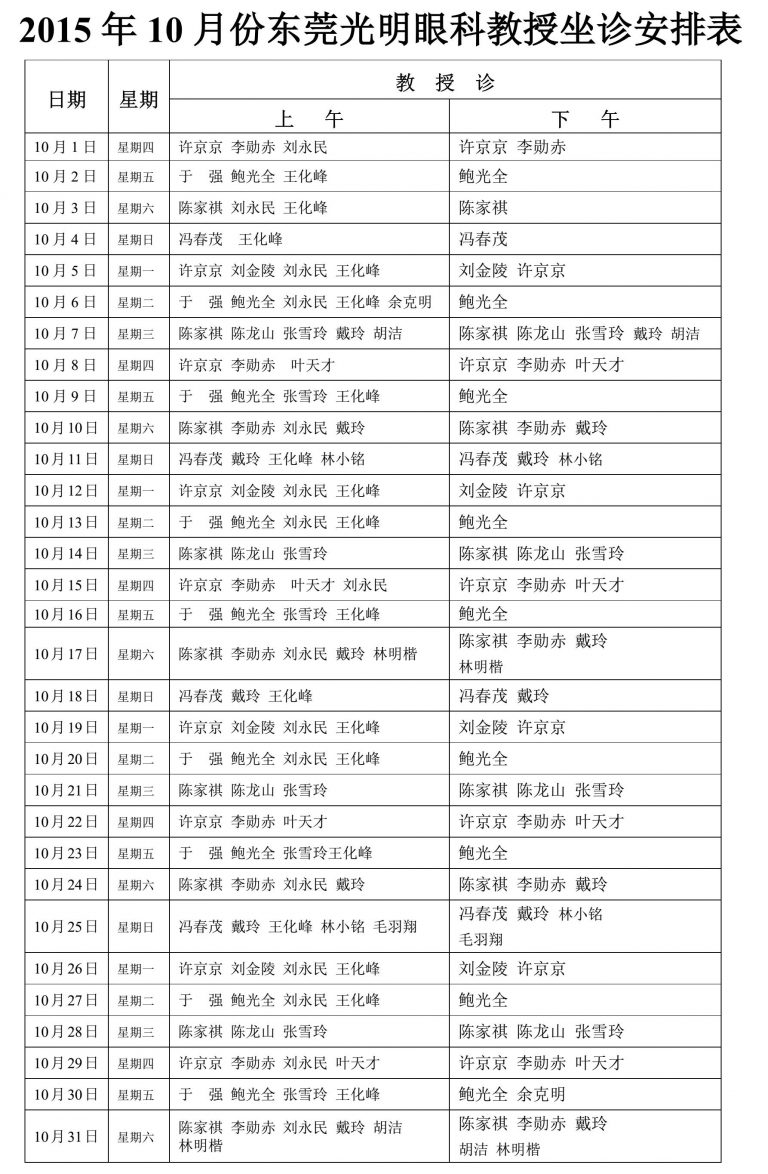 2015 年 10 月份东莞光明眼科教授坐诊安排表
日期 星期 教 授 诊
上 午 下 午
10 月 1 日 星期四 许京京 李勋赤 刘永民 许京京 李勋赤
10 月 2 日 星期五 于 强 鲍光全 王化峰 鲍光全
10 月 3 日 星期六 陈家祺 刘永民 王化峰 陈家祺
10 月 4 日 星期日 冯春茂 王化峰 冯春茂
10 月 5 日 星期一 许京京 刘金陵 刘永民 王化峰 刘金陵 许京京
10 月 6 日 星期二 于 强 鲍光全 刘永民 王化峰 余克明 鲍光全
10 月 7 日 星期三 陈家祺 陈龙山 张雪玲 戴玲 胡洁 陈家祺 陈龙山 张雪玲 戴玲 胡洁
10 月 8 日 星期四 许京京 李勋赤 叶天才 许京京 李勋赤 叶天才
10 月 9 日 星期五 于 强 鲍光全 张雪玲 王化峰 鲍光全
10 月 10 日 星期六 陈家祺 李勋赤 刘永民 戴玲 陈家祺 李勋赤 戴玲
10 月 11 日 星期日 冯春茂 戴玲 王化峰 林小铭 冯春茂 戴玲 林小铭
10 月 12 日 星期一 许京京 刘金陵 刘永民 王化峰 刘金陵 许京京
10 月 13 日 星期二 于 强 鲍光全 刘永民 王化峰 鲍光全
10 月 14 日 星期三 陈家祺 陈龙山 张雪玲 陈家祺 陈龙山 张雪玲
10 月 15 日 星期四 许京京 李勋赤 叶天才 刘永民 许京京 李勋赤 叶天才
10 月 16 日 星期五 于 强 鲍光全 张雪玲 王化峰 鲍光全
10 月 17 日 星期六 陈家祺 李勋赤 刘永民 戴玲 林明楷 陈家祺 李勋赤 戴玲
林明楷
10 月 18 日 星期日 冯春茂 戴玲 王化峰 冯春茂 戴玲
10 月 19 日 星期一 许京京 刘金陵 刘永民 王化峰 刘金陵 许京京
10 月 20 日 星期二 于 强 鲍光全 刘永民 王化峰 鲍光全
10 月 21 日 星期三 陈家祺 陈龙山 张雪玲 陈家祺 陈龙山 张雪玲
10 月 22 日 星期四 许京京 李勋赤 叶天才 许京京 李勋赤 叶天才
10 月 23 日 星期五 于 强 鲍光全 张雪玲王化峰 鲍光全
10 月 24 日 星期六 陈家祺 李勋赤 刘永民 戴玲 陈家祺 李勋赤 戴玲
10 月 25 日 星期日 冯春茂 戴玲 王化峰 林小铭 毛羽翔 冯春茂 戴玲 林小铭
毛羽翔
10 月 26 日 星期一 许京京 刘金陵 刘永民 王化峰 刘金陵 许京京
10 月 27 日 星期二 于 强 鲍光全 刘永民 王化峰 鲍光全
10 月 28 日 星期三 陈家祺 陈龙山 张雪玲 陈家祺 陈龙山 张雪玲
10 月 29 日 星期四 许京京 李勋赤 刘永民 叶天才 许京京 李勋赤 叶天才
10 月 30 日 星期五 于 强 鲍光全 张雪玲 王化峰 鲍光全 余克明
10 月 31 日 星期六 陈家祺 李勋赤 刘永民 戴玲 胡洁 陈家祺 李勋赤 戴玲
林明楷 胡洁 林明楷